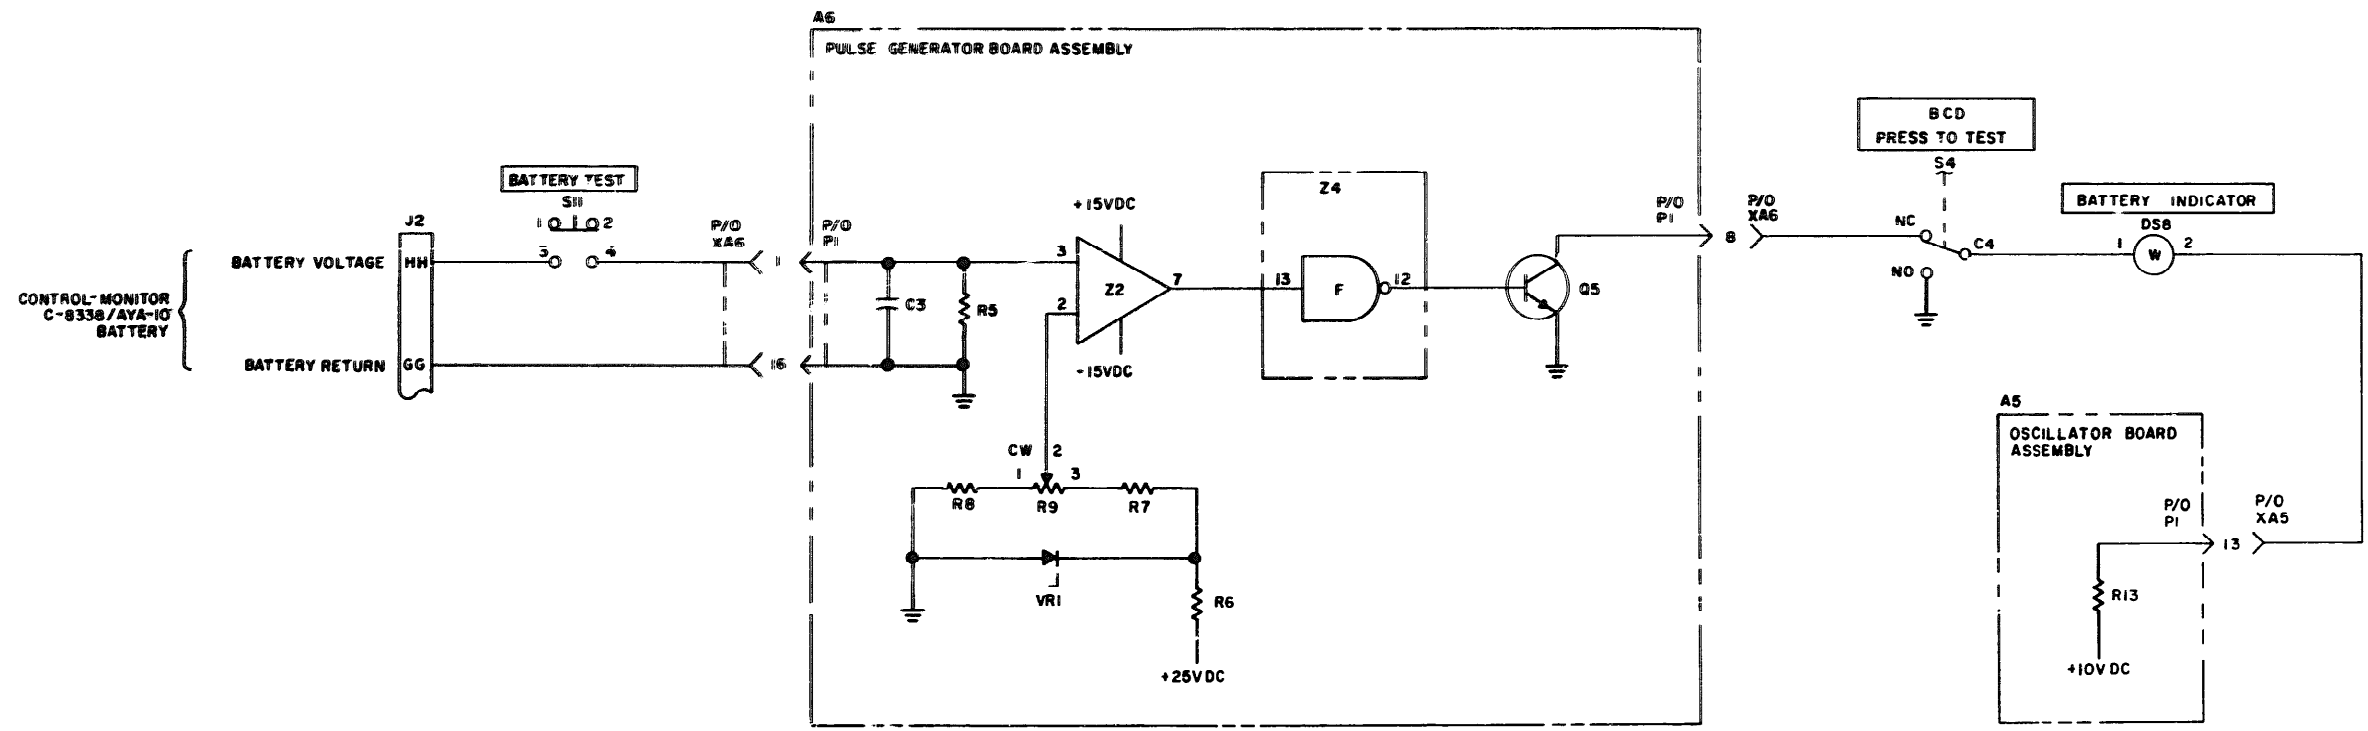 A6
PULSE GENERATOR BOARD ASSEMBLY
BCD
PRESS TO TEST
S4
BATTERY TEST
S11
1 2
3 4
J2
P/O
XA6
P/O
P1
+15VDC
Z4
P/O
P1
P/O
XA6
BATTERY INDICATOR
DS8
BATTERY VOLTAGE
HH
11
3
Z2
7
2
-15VDC
13
F
12
Q5
8
NC
C4
NO
1
W
2
CONTROL-MONITOR
C-8338/AYA-10
BATTERY
C3
R5
BATTERY RETURN
GG
16
CW 2
1 3
R8
R9
R7
VR1
R6
+25VDC
A5
OSCILLATOR BOARD
ASSEMBLY
P/O
P1
P/O
XA5
13
R13
+10VDC